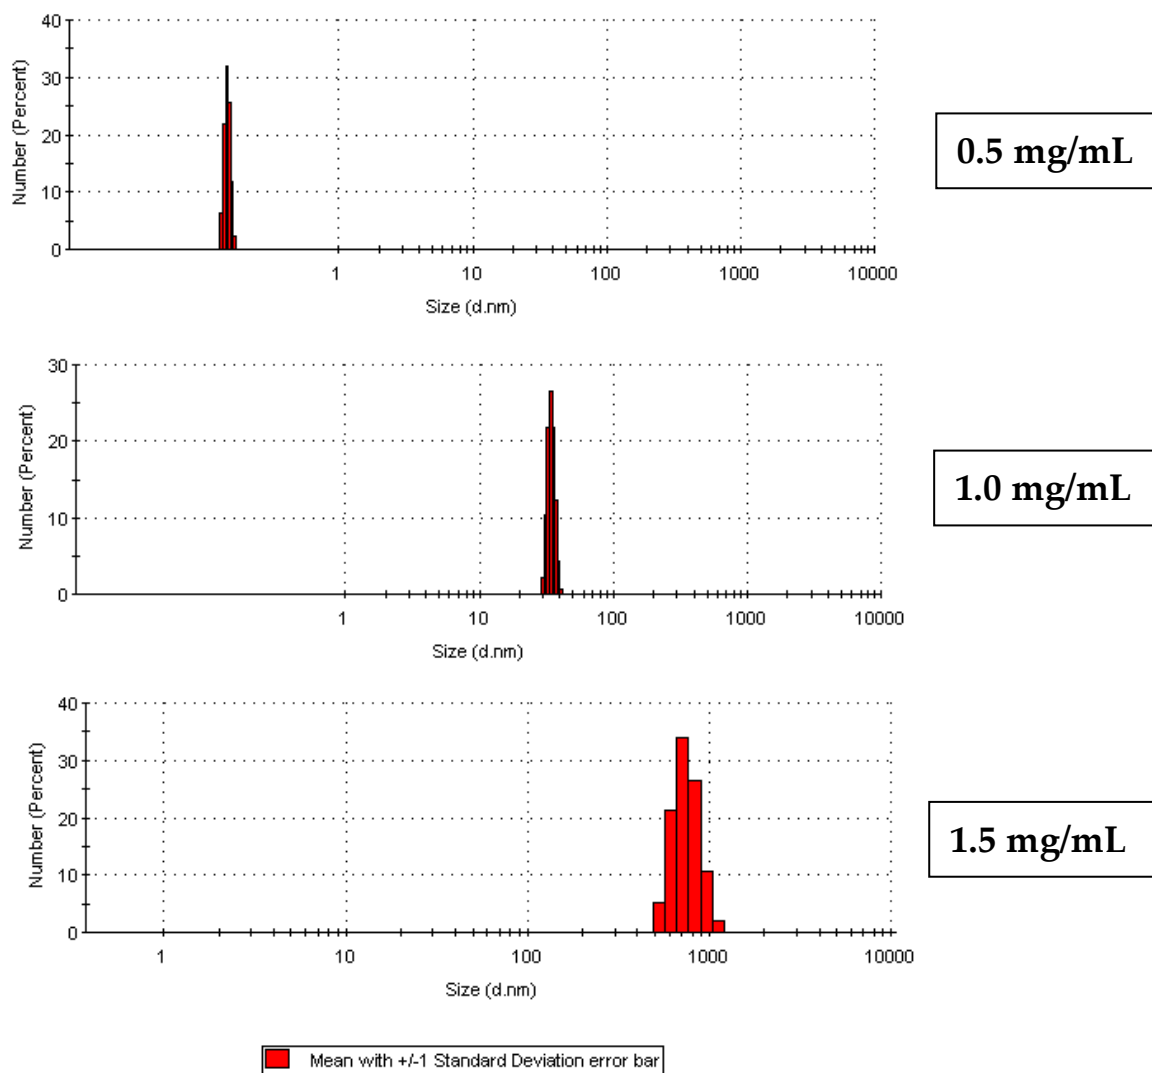 40
30
20
10
0
Number (Percent)
1 10 100 1000 10000
Size (d.nm)
0.5 mg/mL
30
20
10
0
Number (Percent)
1 10 100 1000 10000
Size (d.nm)
1.0 mg/mL
40
30
20
10
0
Number (Percent)
1 10 100 1000 10000
Size (d.nm)
1.5 mg/mL
Mean with +/-1 Standard Deviation error bar